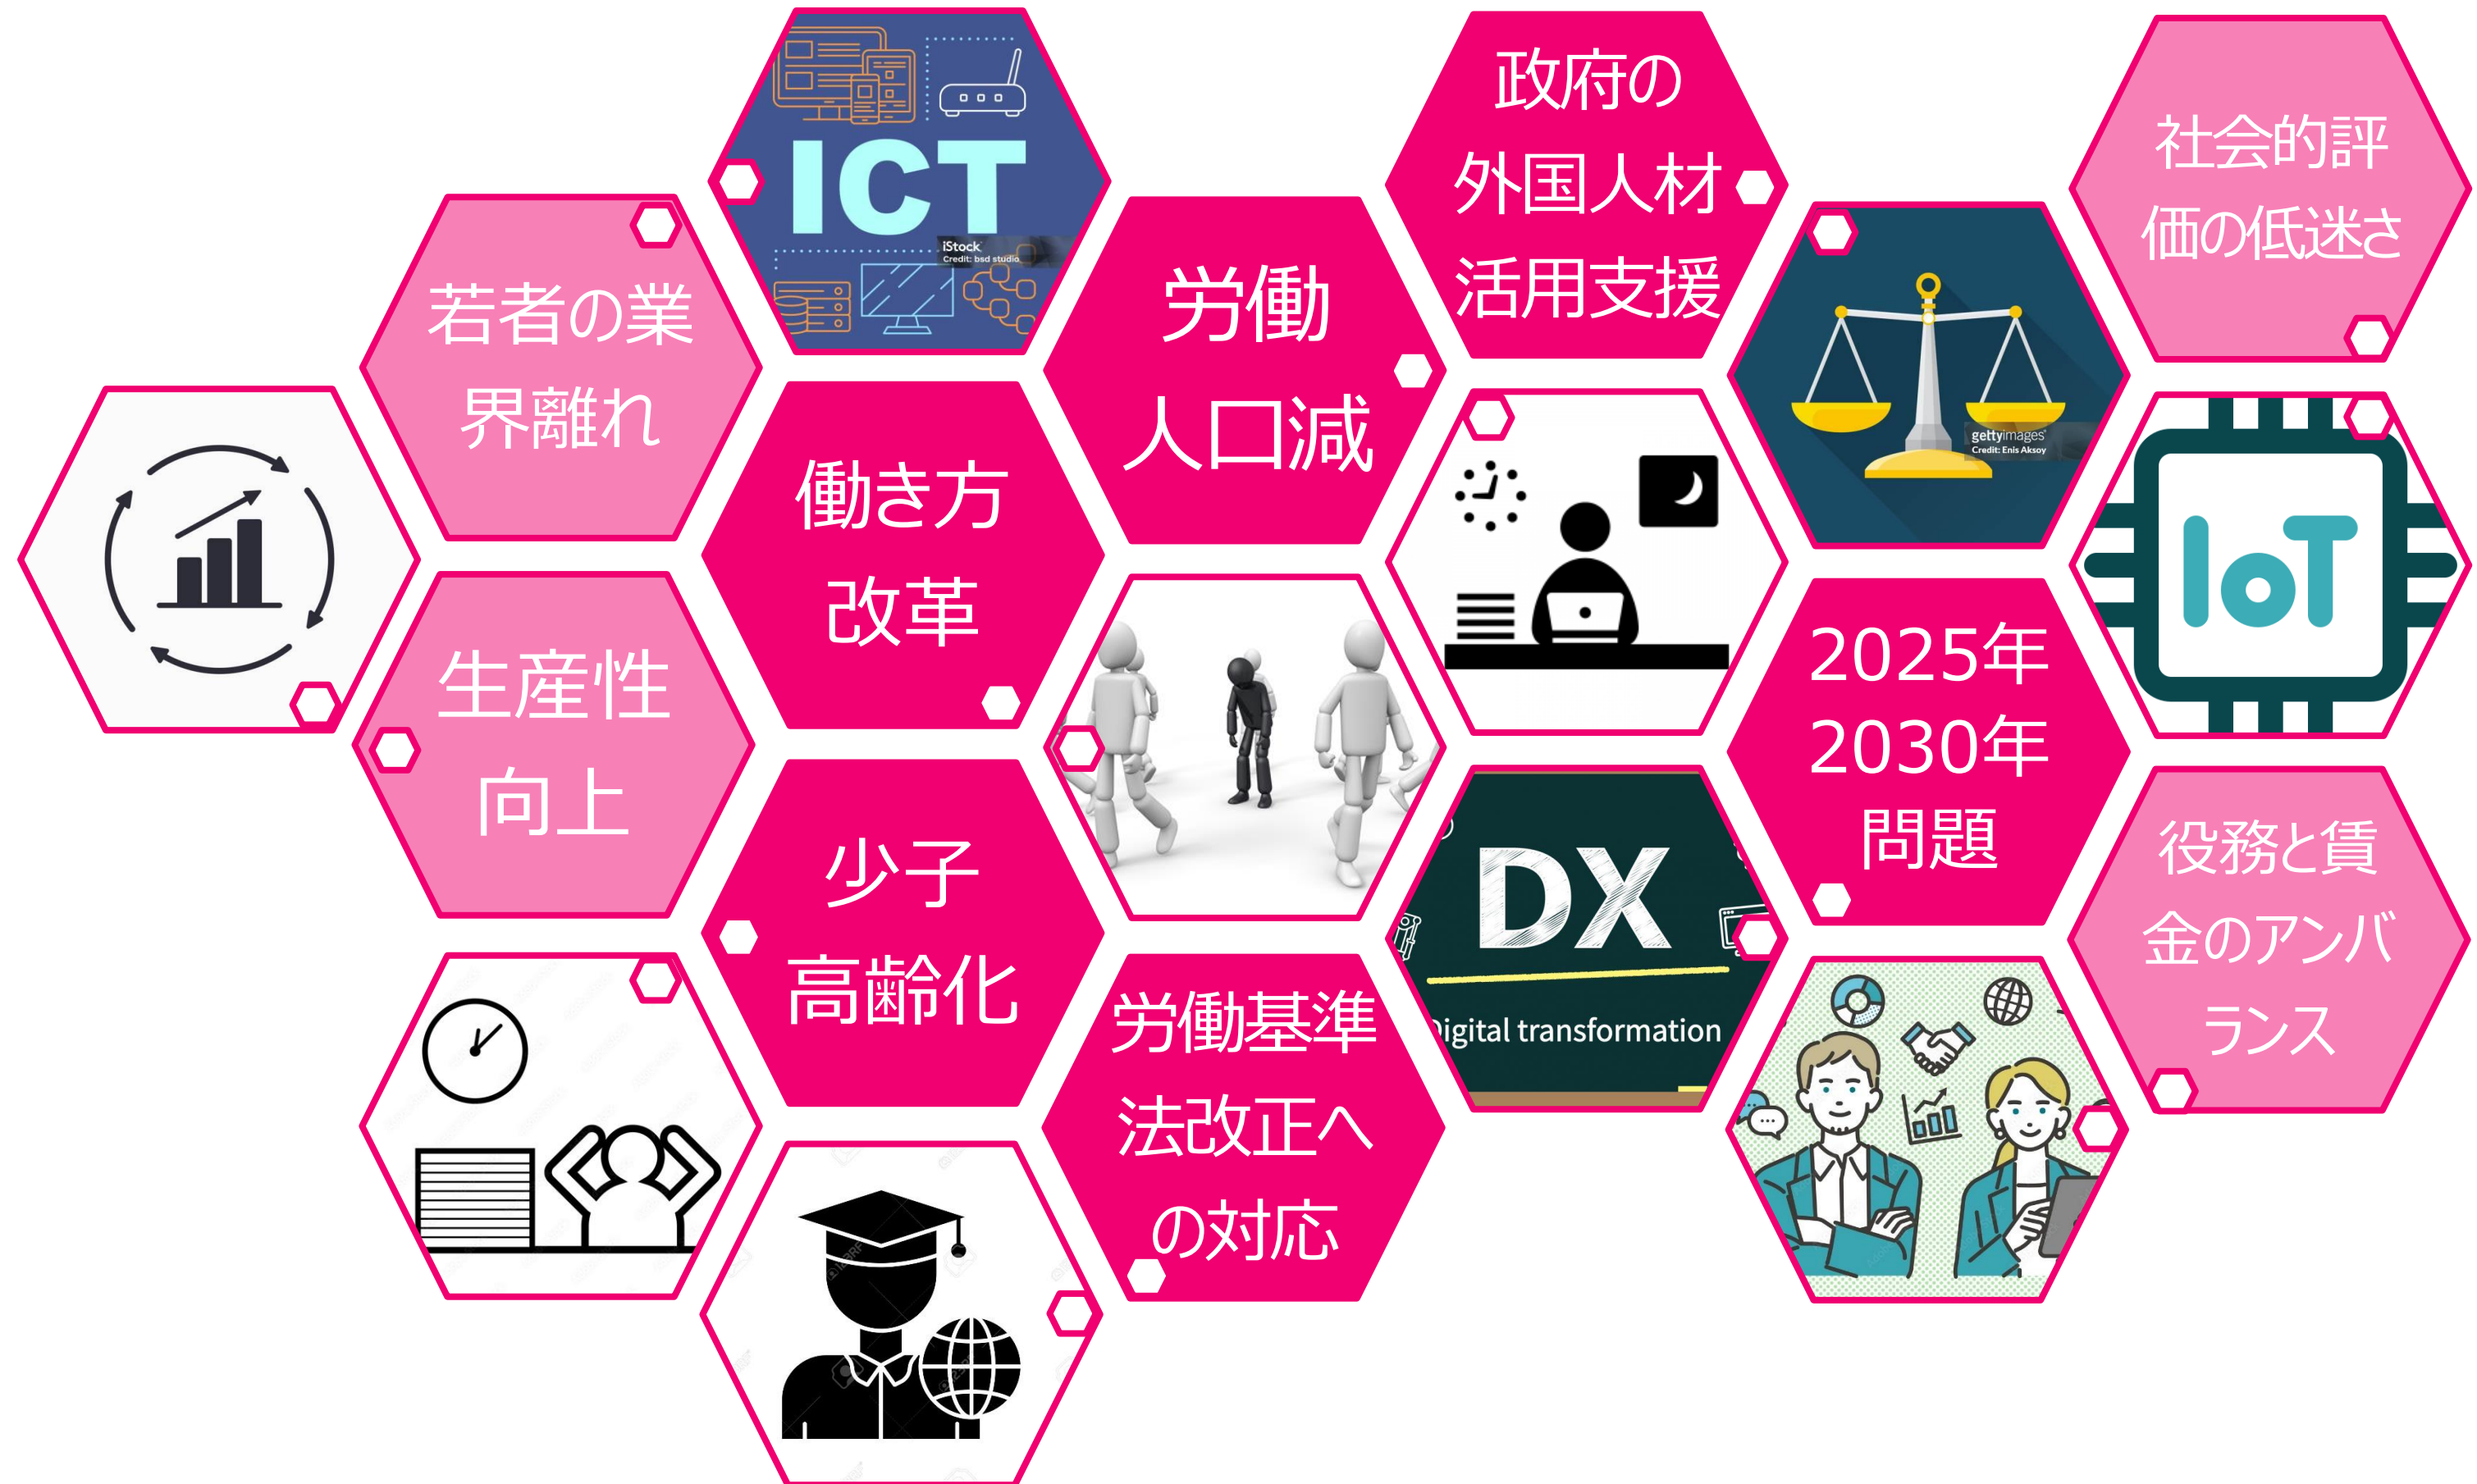 ICT
iStock
Credit: bsd studio
政府の
外国人材
活用支援
社会的評
価の低迷さ
若者の業
界離れ
労働
人口減
gettyimages
Credit: Enis Aksoy
働き方
改革
IoT
生産性
向上
2025年
2030年
問題
少子
高齢化
DX
igital transformation
役務と賃
金のアンバ
ランス
労働基準
法改正へ
の対応